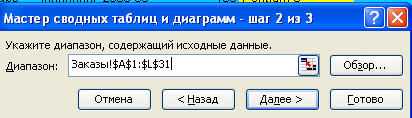 Мастер сводных таблиц и диаграмм - шаг 2 из 3
Укажите диапазон, содержащий исходные данные.
Диапазон: Заказы!$A$1:$L$31 Обзор...
Отмена < Назад Далее > Готово